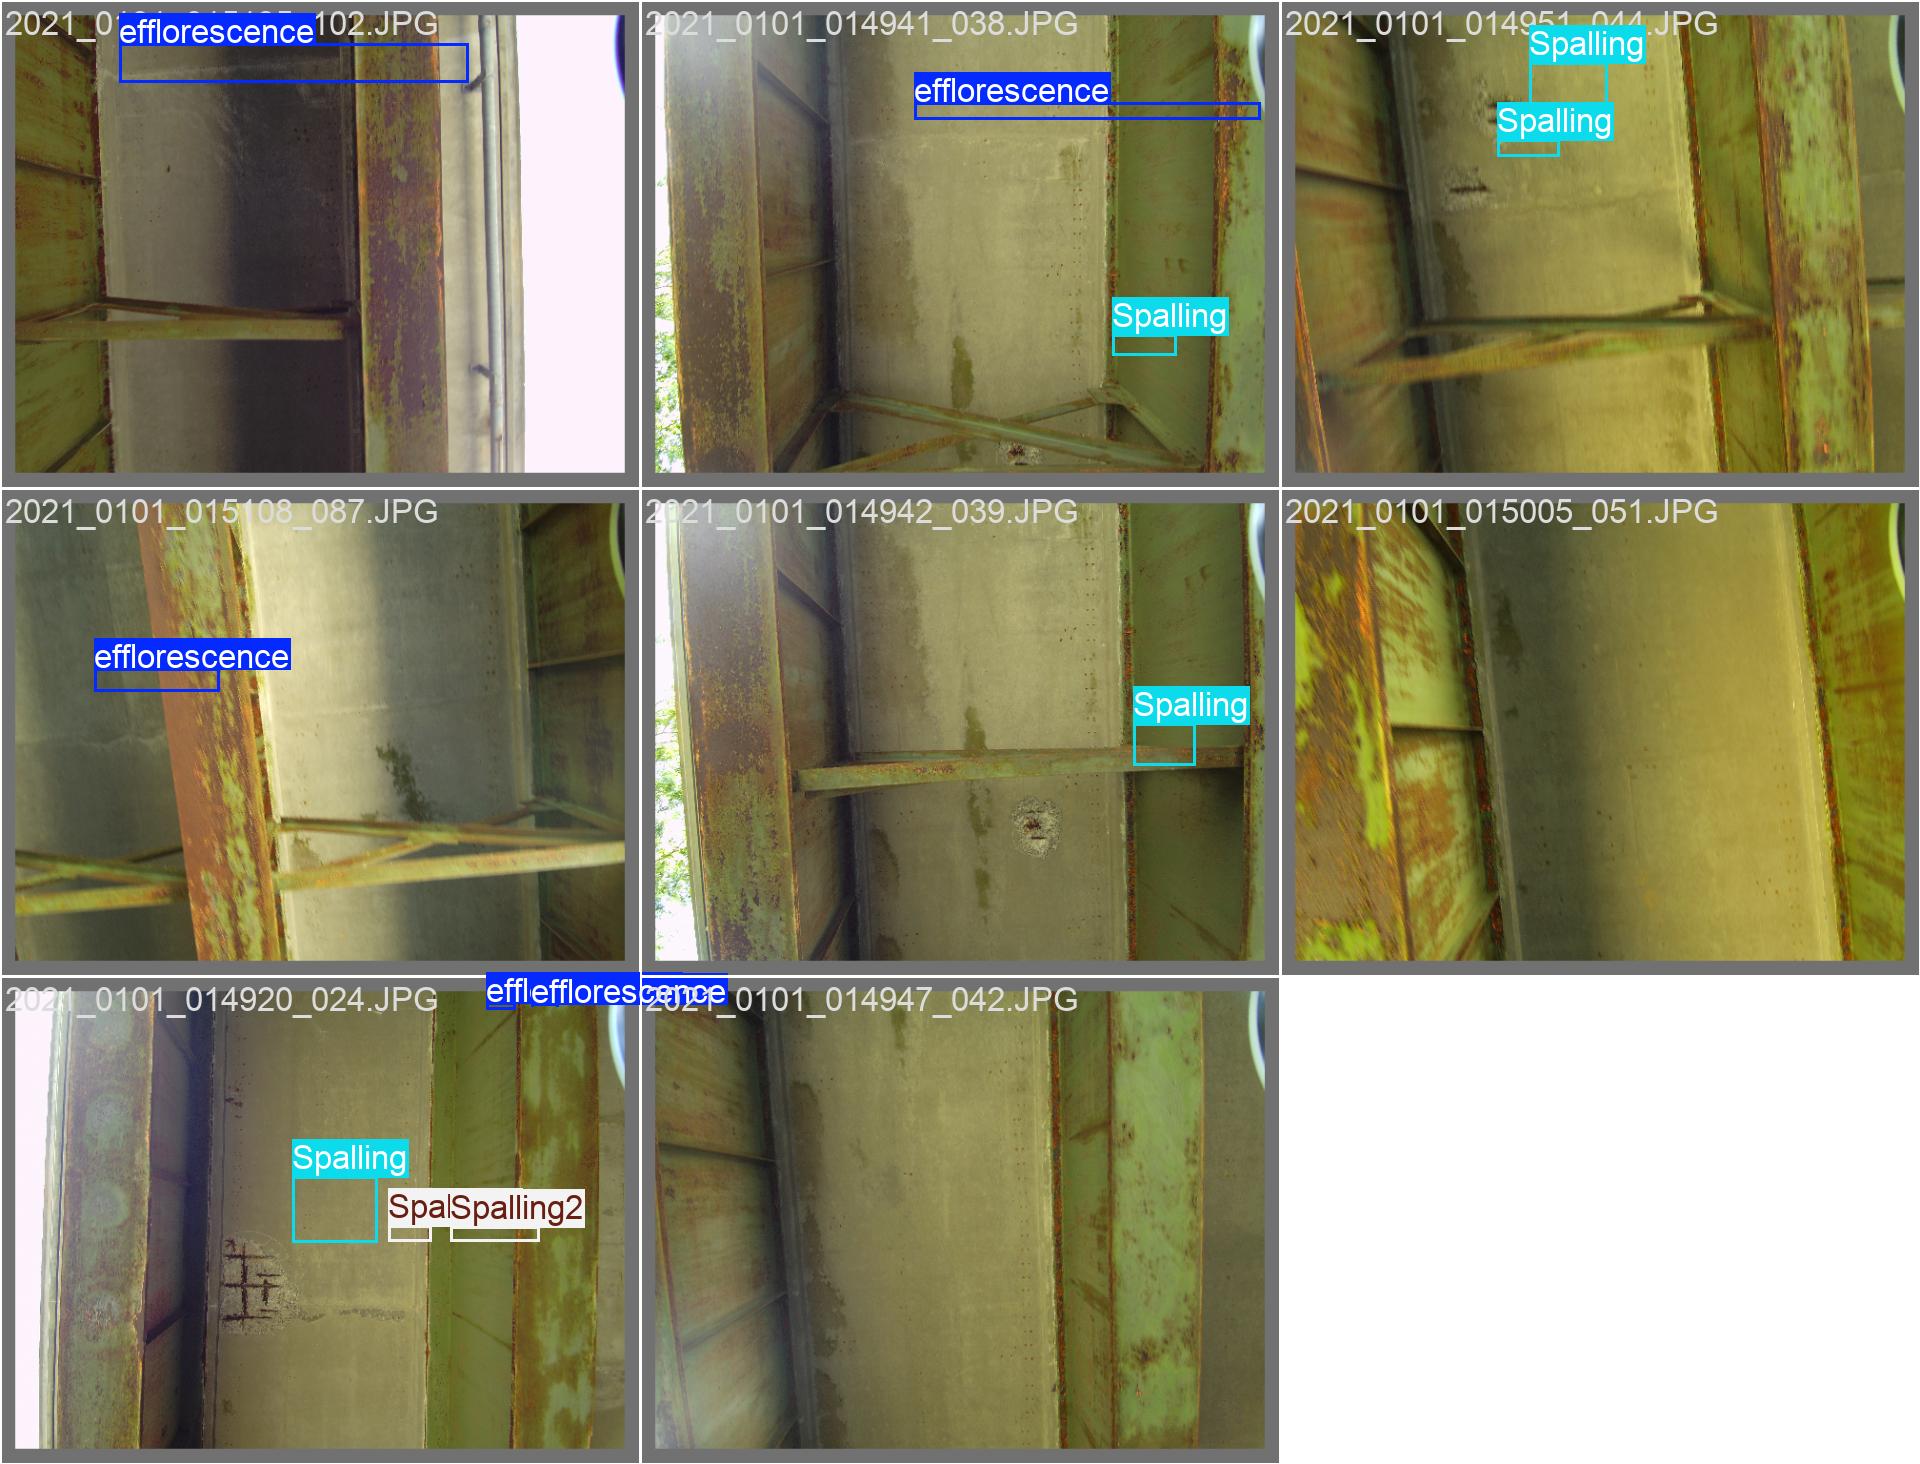 efflorescence
102.JPG
2021_0101_014941_038.JPG
efflorescence
Spalling
Spalling
Spalling
2021_0101_015108_087.JPG
efflorescence
2021_0101_014942_039.JPG
Spalling
2021_0101_015005_051.JPG
2021_0101_014920_024.JPG
effl
efflorescence
Spalling
Spal
Spalling2
2021_0101_014947_042.JPG